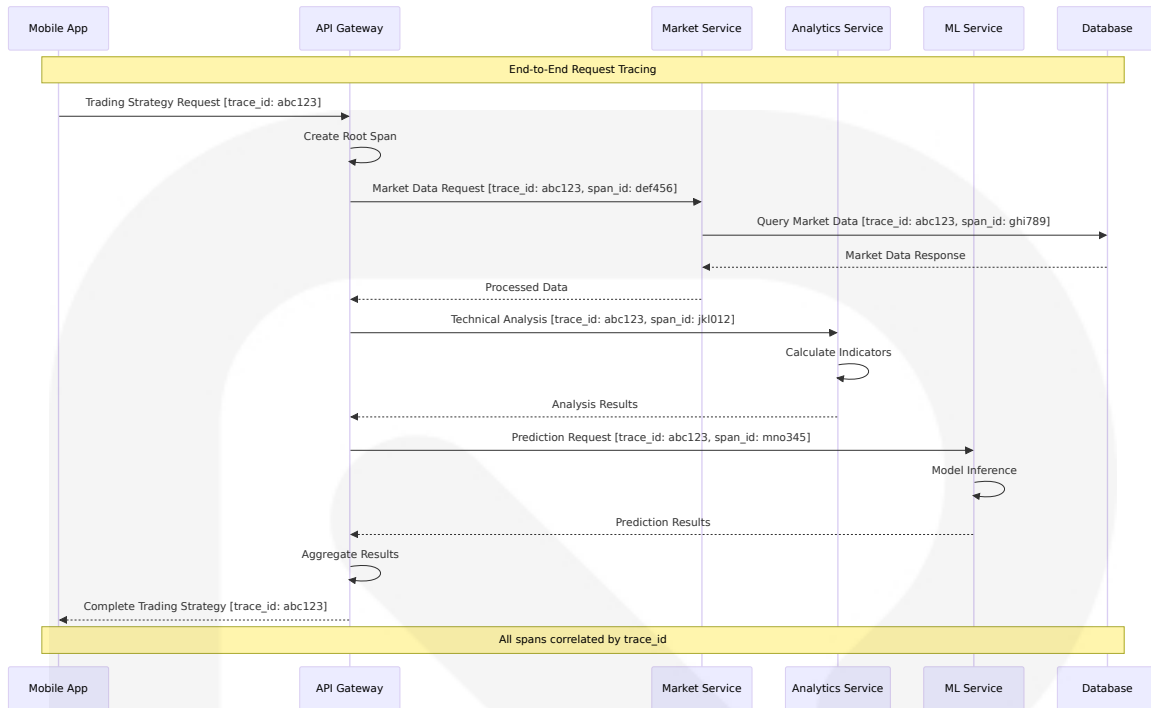 Mobile App
API Gateway
Market Service
Analytics Service
ML Service
Database
End-to-End Request Tracing
Trading Strategy Request [trace_id: abc123]
Create Root Span
Market Data Request [trace_id: abc123, span_id: def456]
Query Market Data [trace_id: abc123, span_id: ghi789]
Market Data Response
Processed Data
Technical Analysis [trace_id: abc123, span_id: jkl012]
Calculate Indicators
Analysis Results
Prediction Request [trace_id: abc123, span_id: mno345]
Model Inference
Prediction Results
Aggregate Results
Complete Trading Strategy [trace_id: abc123]
All spans correlated by trace_id
Mobile App
API Gateway
Market Service
Analytics Service
ML Service
Database